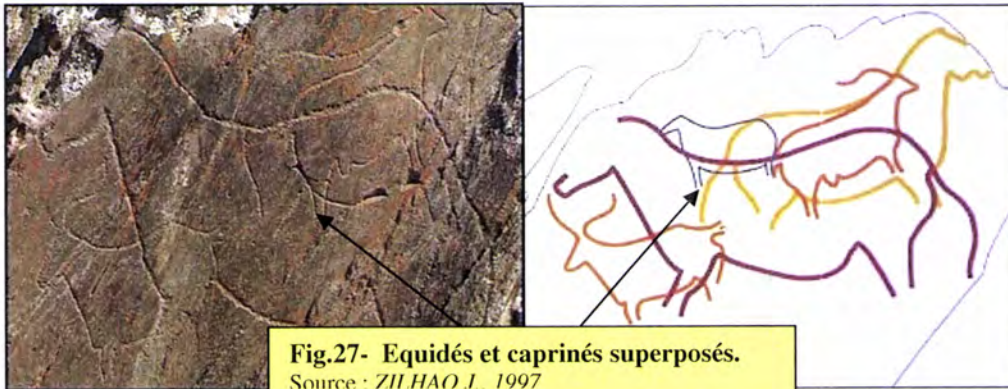 Fig.27- Equidés et caprinés superposés.
Source : ZILHAO J., 1997